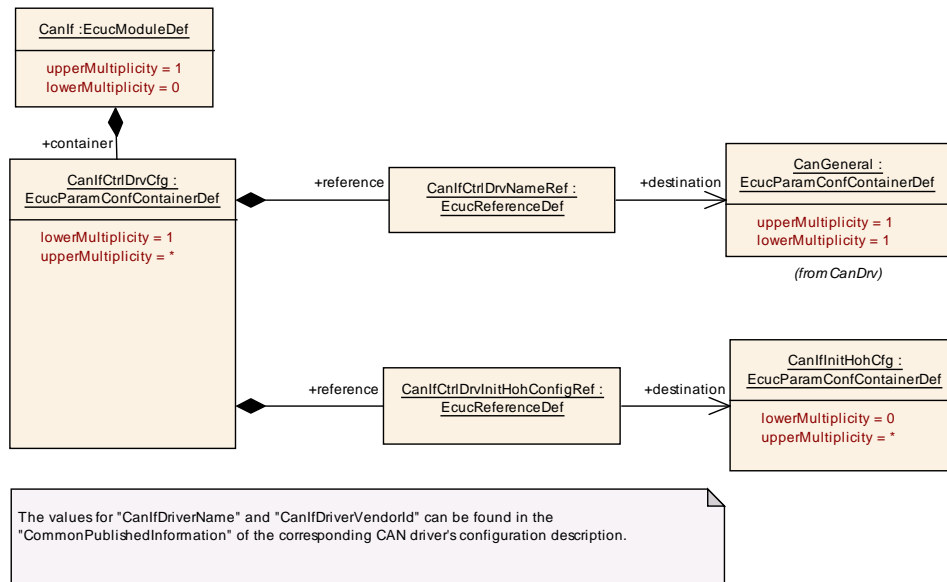 CanIf :EcucModuleDef
upperMultiplicity = 1
lowerMultiplicity = 0
+container
CanIfCtrlDrvCfg :
EcucParamConfContainerDef
lowerMultiplicity = 1
upperMultiplicity = *
+reference
CanIfCtrlDrvNameRef :
EcucReferenceDef
+destination
CanGeneral :
EcucParamConfContainerDef
upperMultiplicity = 1
lowerMultiplicity = 1
(from CanDrv)
+reference
CanIfCtrlDrvInitHohConfigRef :
EcucReferenceDef
+destination
CanIfInitHohCfg :
EcucParamConfContainerDef
lowerMultiplicity = 0
upperMultiplicity = *
The values for "CanIfDriverName" and "CanIfDriverVendorId" can be found in the
"CommonPublishedInformation" of the corresponding CAN driver's configuration description.